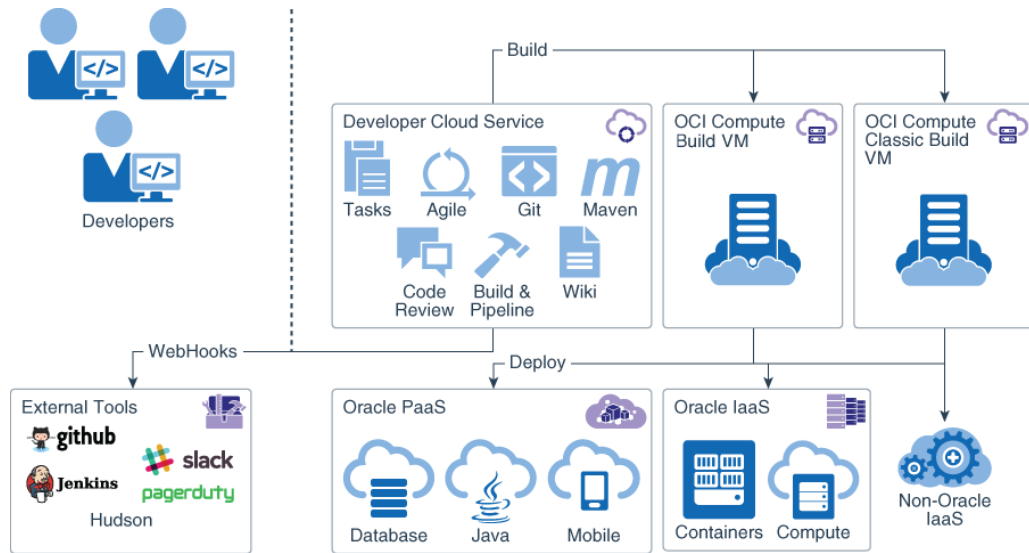 </>
</>
</>
Developers
Build
Developer Cloud Service
Tasks
Agile
Git
m
Maven
Code
Review
Build &
Pipeline
Wiki
OCI Compute
Build VM
OCI Compute
Classic Build
VM
WebHooks
Deploy
External Tools
github
slack
Jenkins
pagerduty
Hudson
Oracle PaaS
Database
Java
Mobile
Oracle IaaS
Containers
Compute
Non-Oracle
IaaS